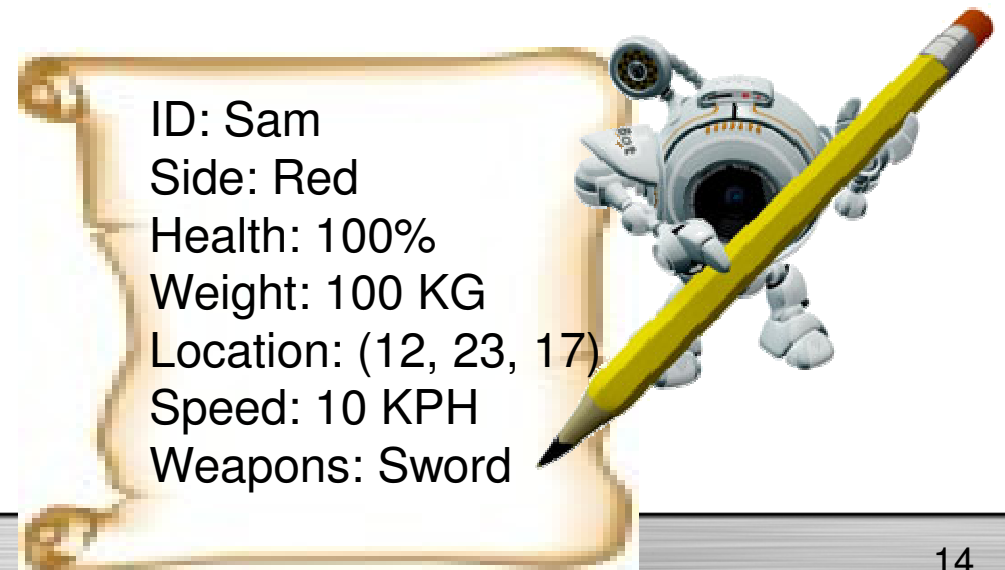 ID: Sam
Side: Red
Health: 100%
Weight: 100 KG
Location: (12, 23, 17)
Speed: 10 KPH
Weapons: Sword
Bot
14